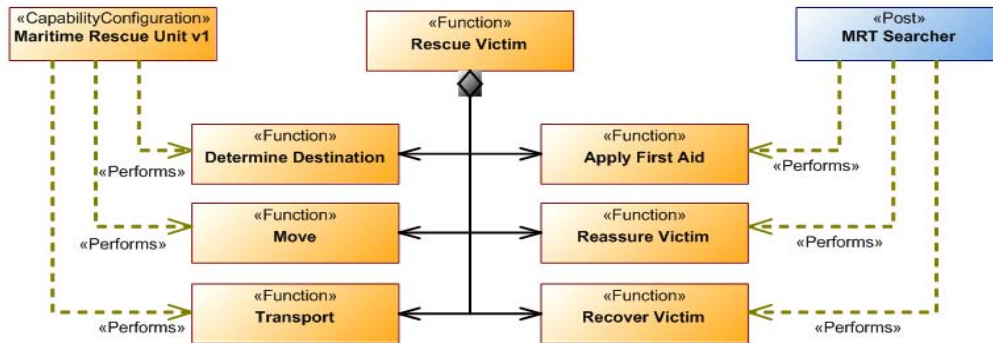 «CapabilityConfiguration»
Maritime Rescue Unit v1
«Function»
Rescue Victim
«Post»
MRT Searcher
«Function»
Determine Destination
«Function»
Apply First Aid
«Performs»
«Performs»
«Function»
Move
«Function»
Reassure Victim
«Performs»
«Performs»
«Function»
Transport
«Function»
Recover Victim
«Performs»
«Performs»